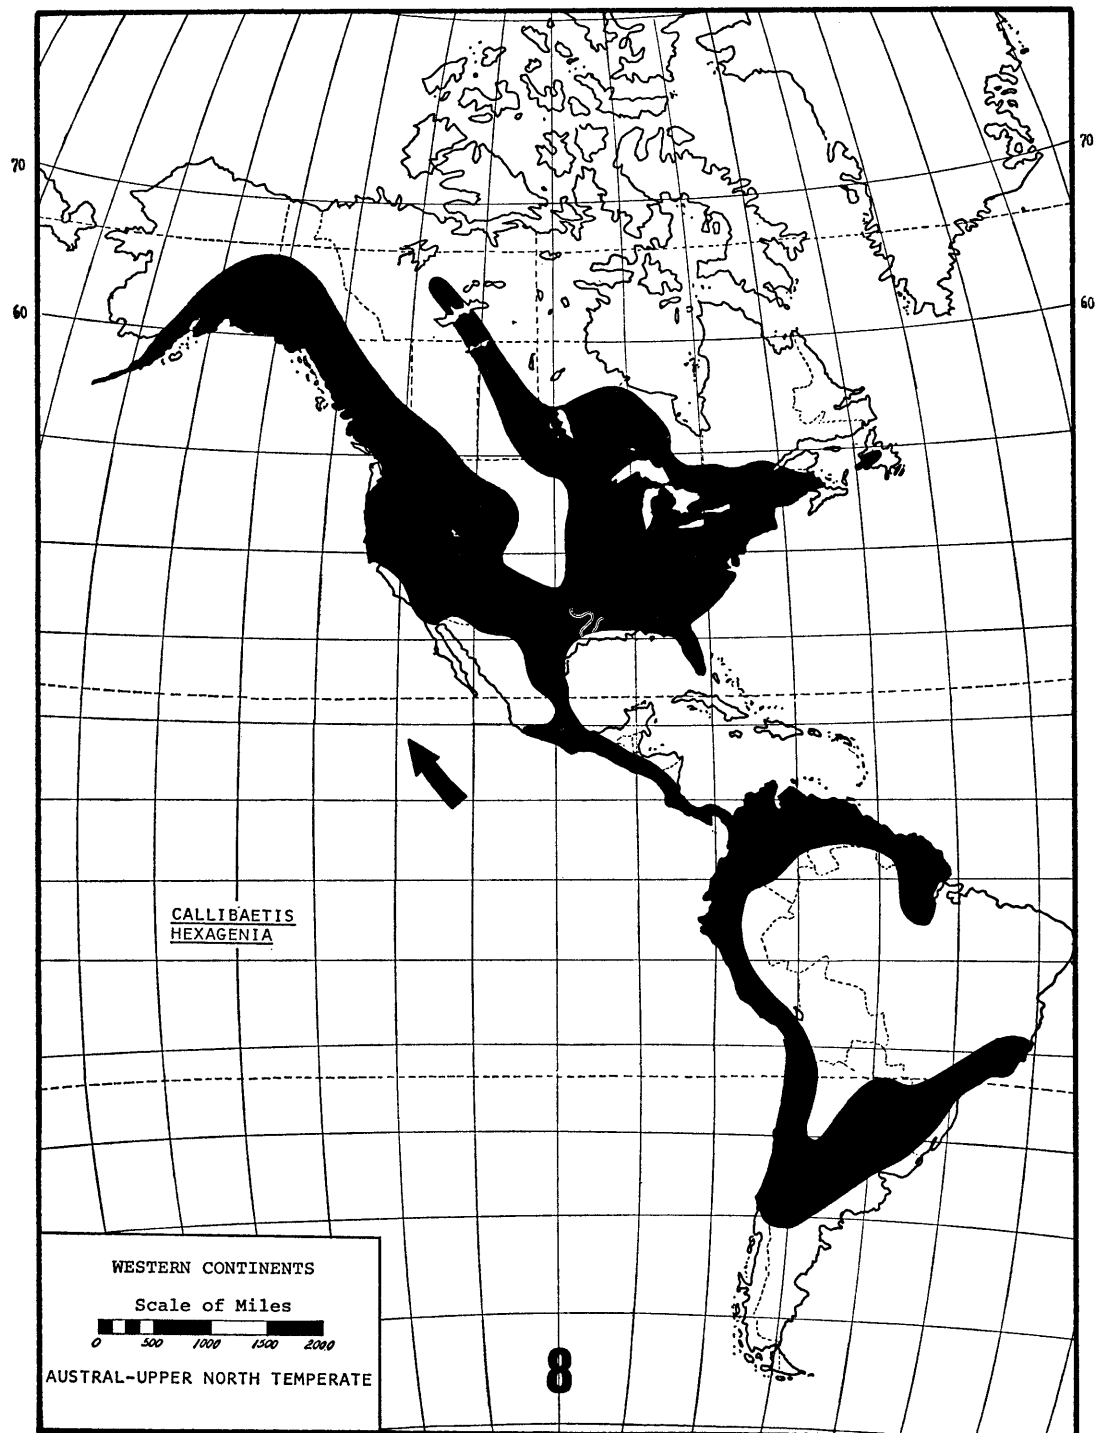 70
70
60
60
CALLIBAETIS
HEXAGENIA
WESTERN CONTINENTS
Scale of Miles
0 500 1000 1500 2000
AUSTRAL-UPPER NORTH TEMPERATE
8